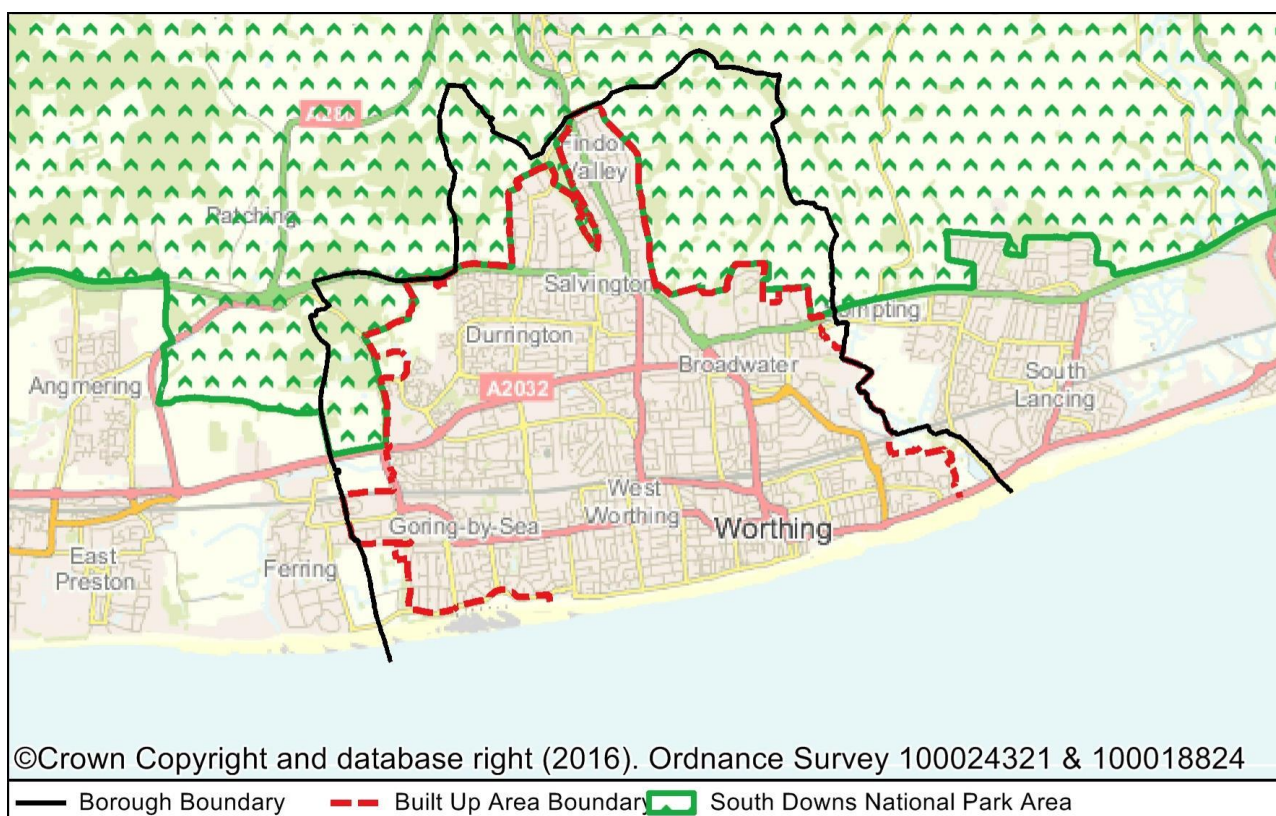 A280
Findon
Valley
Patching
Salvington
Durrington
Angmering
Broadwater
A2032
South
Lancing
West
Worthing
Worthing
Goring-by-Sea
Ferring
East
Preston
©Crown Copyright and database right (2016). Ordnance Survey 100024321 & 100018824
Borough Boundary
Built Up Area Boundary
South Downs National Park Area